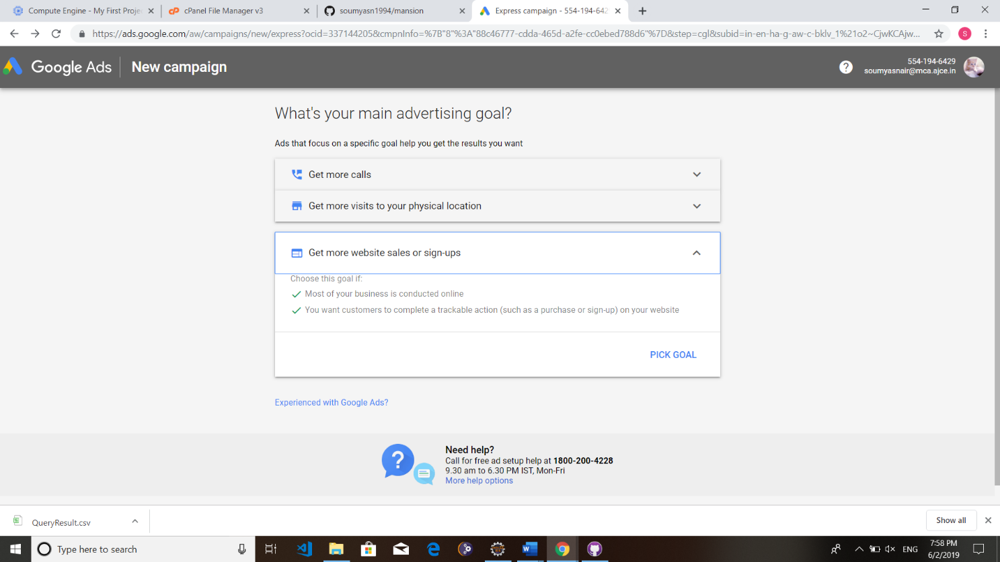 Compute Engine - My First Proje
cPanel File Manager v3
soumyasn1994/mansion
Express campaign - 554-194-642
https://ads.google.com/aw/campaigns/new/express?ocid=337144205&cmpnInfo=%7B"8"%3A"88c46777-cdda-465d-a2fe-cc0ebed788d6"%7D&step=cgl&subid=in-en-ha-g-aw-c-bklv_1%21o2~CjwKCAjw...
S
Google Ads
New campaign
?
554-194-6429
soumyasnair@mca.ajce.in
What's your main advertising goal?
Ads that focus on a specific goal help you get the results you want
Get more calls
Get more visits to your physical location
Get more website sales or sign-ups
Choose this goal if:
Most of your business is conducted online
You want customers to complete a trackable action (such as a purchase or sign-up) on your website
PICK GOAL
Experienced with Google Ads?
?
Need help?
Call for free ad setup help at 1800-200-4228
9.30 am to 6.30 PM IST, Mon-Fri
More help options
QueryResult.csv
Show all
Type here to search
ENG
7:58 PM
6/2/2019